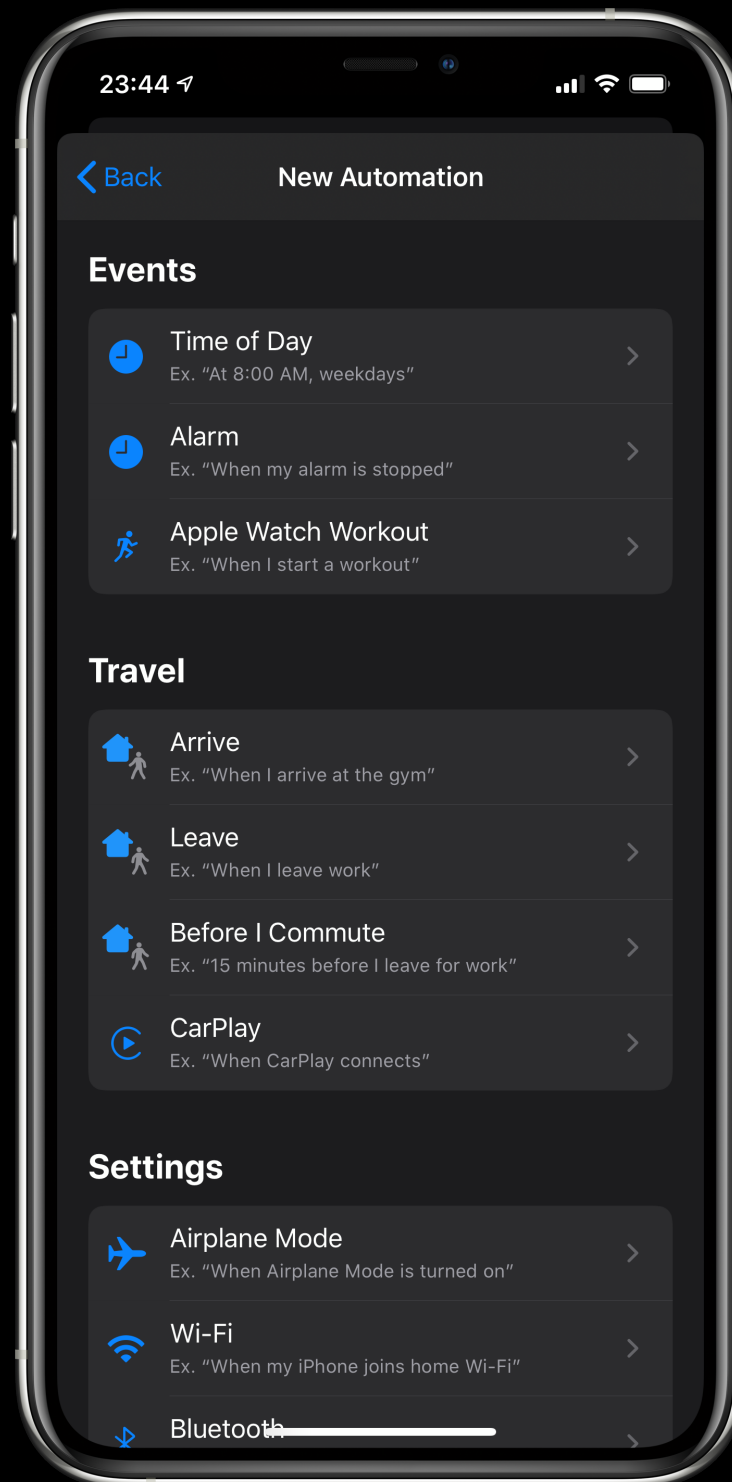 23:44
Back
New Automation
Events
Time of Day
Ex. “At 8:00 AM, weekdays”
Alarm
Ex. “When my alarm is stopped”
Apple Watch Workout
Ex. “When I start a workout”
Travel
Arrive
Ex. “When I arrive at the gym”
Leave
Ex. “When I leave work”
Before I Commute
Ex. “15 minutes before I leave for work”
CarPlay
Ex. “When CarPlay connects”
Settings
Airplane Mode
Ex. “When Airplane Mode is turned on”
Wi-Fi
Ex. “When my iPhone joins home Wi-Fi”
Bluetooth